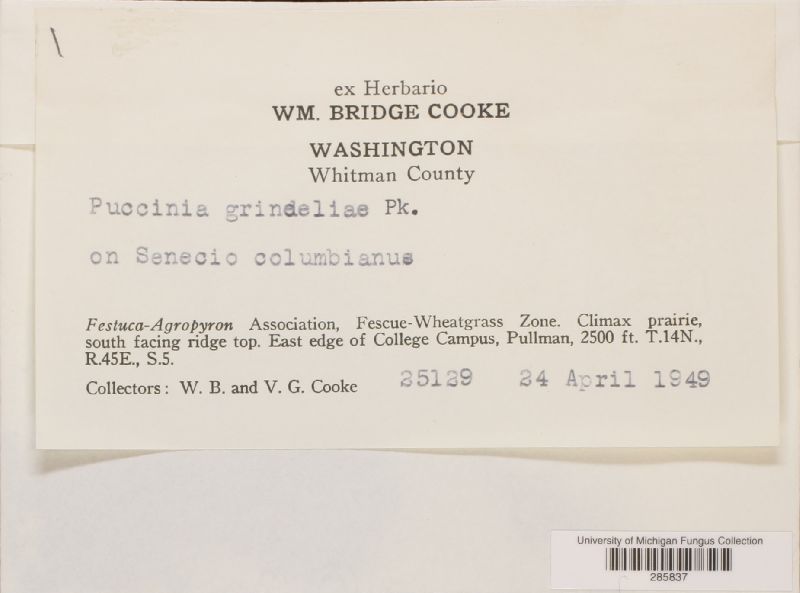 ex Herbario
WM. BRIDGE COOKE
WASHINGTON
Whitman County
Puccinia grindeliae Pk.
on Senecio columbianus
Festuca-Agropyron Association, Fescue-Wheatgrass Zone. Climax prairie,
south facing ridge top. East edge of College Campus, Pullman, 2500 ft. T.14N.,
R.45E., S.5.
Collectors: W. B. and V. G. Cooke 25129 24 April 1949
University of Michigan Fungus Collection
285837